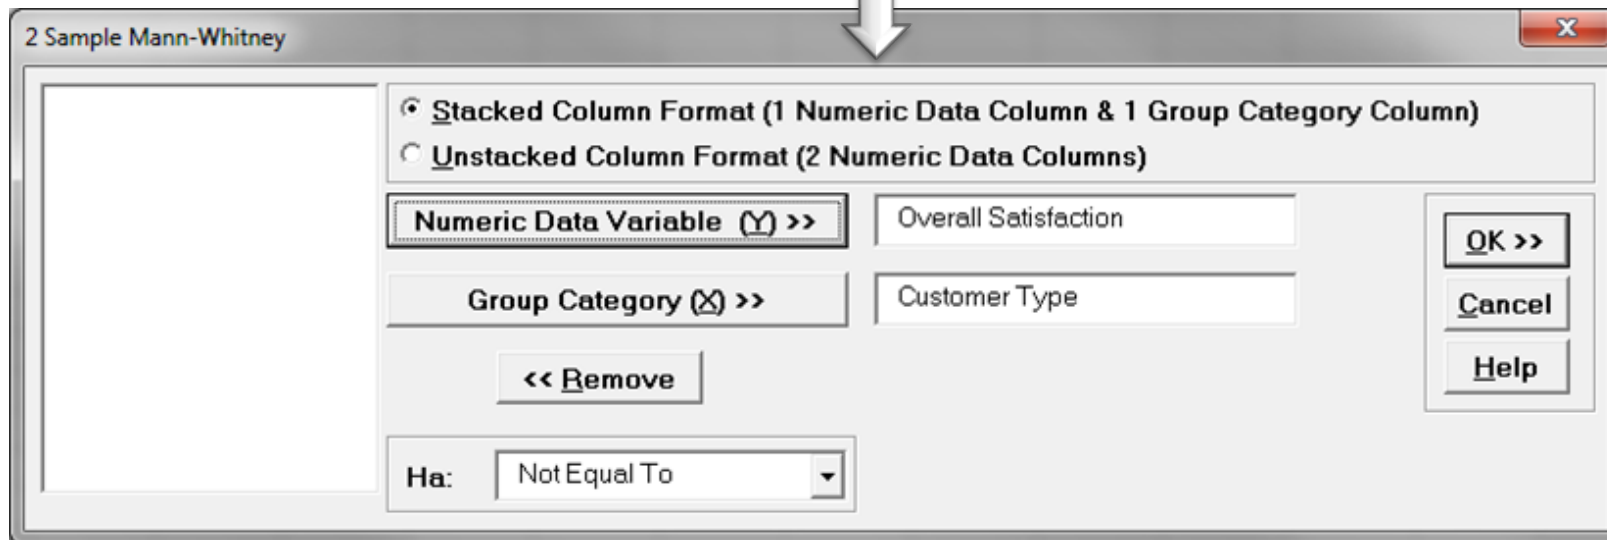 2 Sample Mann-Whitney
x
Stacked Column Format (1 Numeric Data Column & 1 Group Category Column)
Unstacked Column Format (2 Numeric Data Columns)
Numeric Data Variable (Y) >>
Overall Satisfaction
OK >>
Group Category (X) >>
Customer Type
Cancel
<< Remove
Help
Ha:
Not Equal To